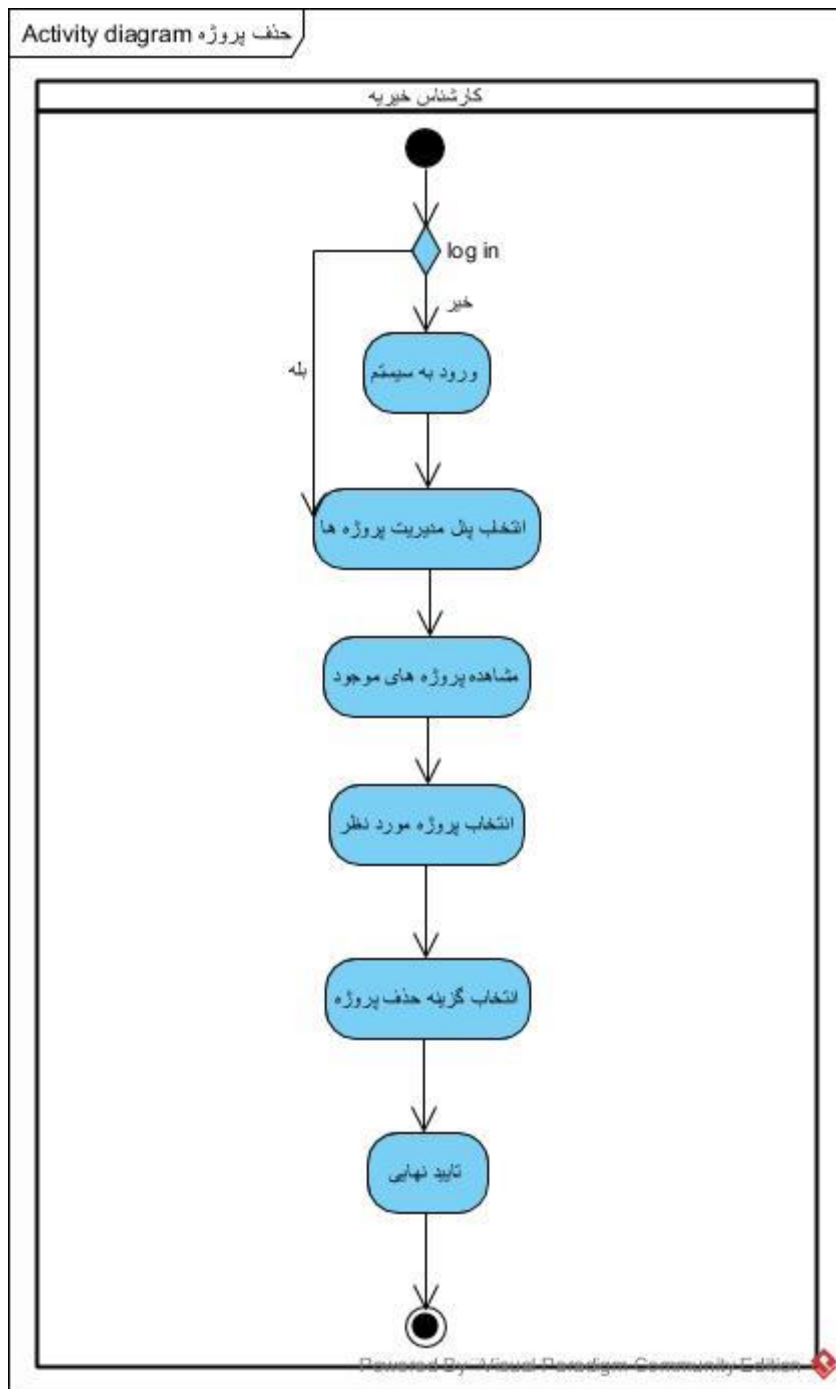 Activity diagram حذف پروژه
کارشناس خیریه
log in
خیر
بله
ورود به سیستم
انتخاب پنل مدیریت پروژه ها
مشاهده پروژه های موجود
انتخاب پروژه مورد نظر
انتخاب گزینه حذف پروژه
تایید نهایی
Powered By Visual Paradigm Community Edition